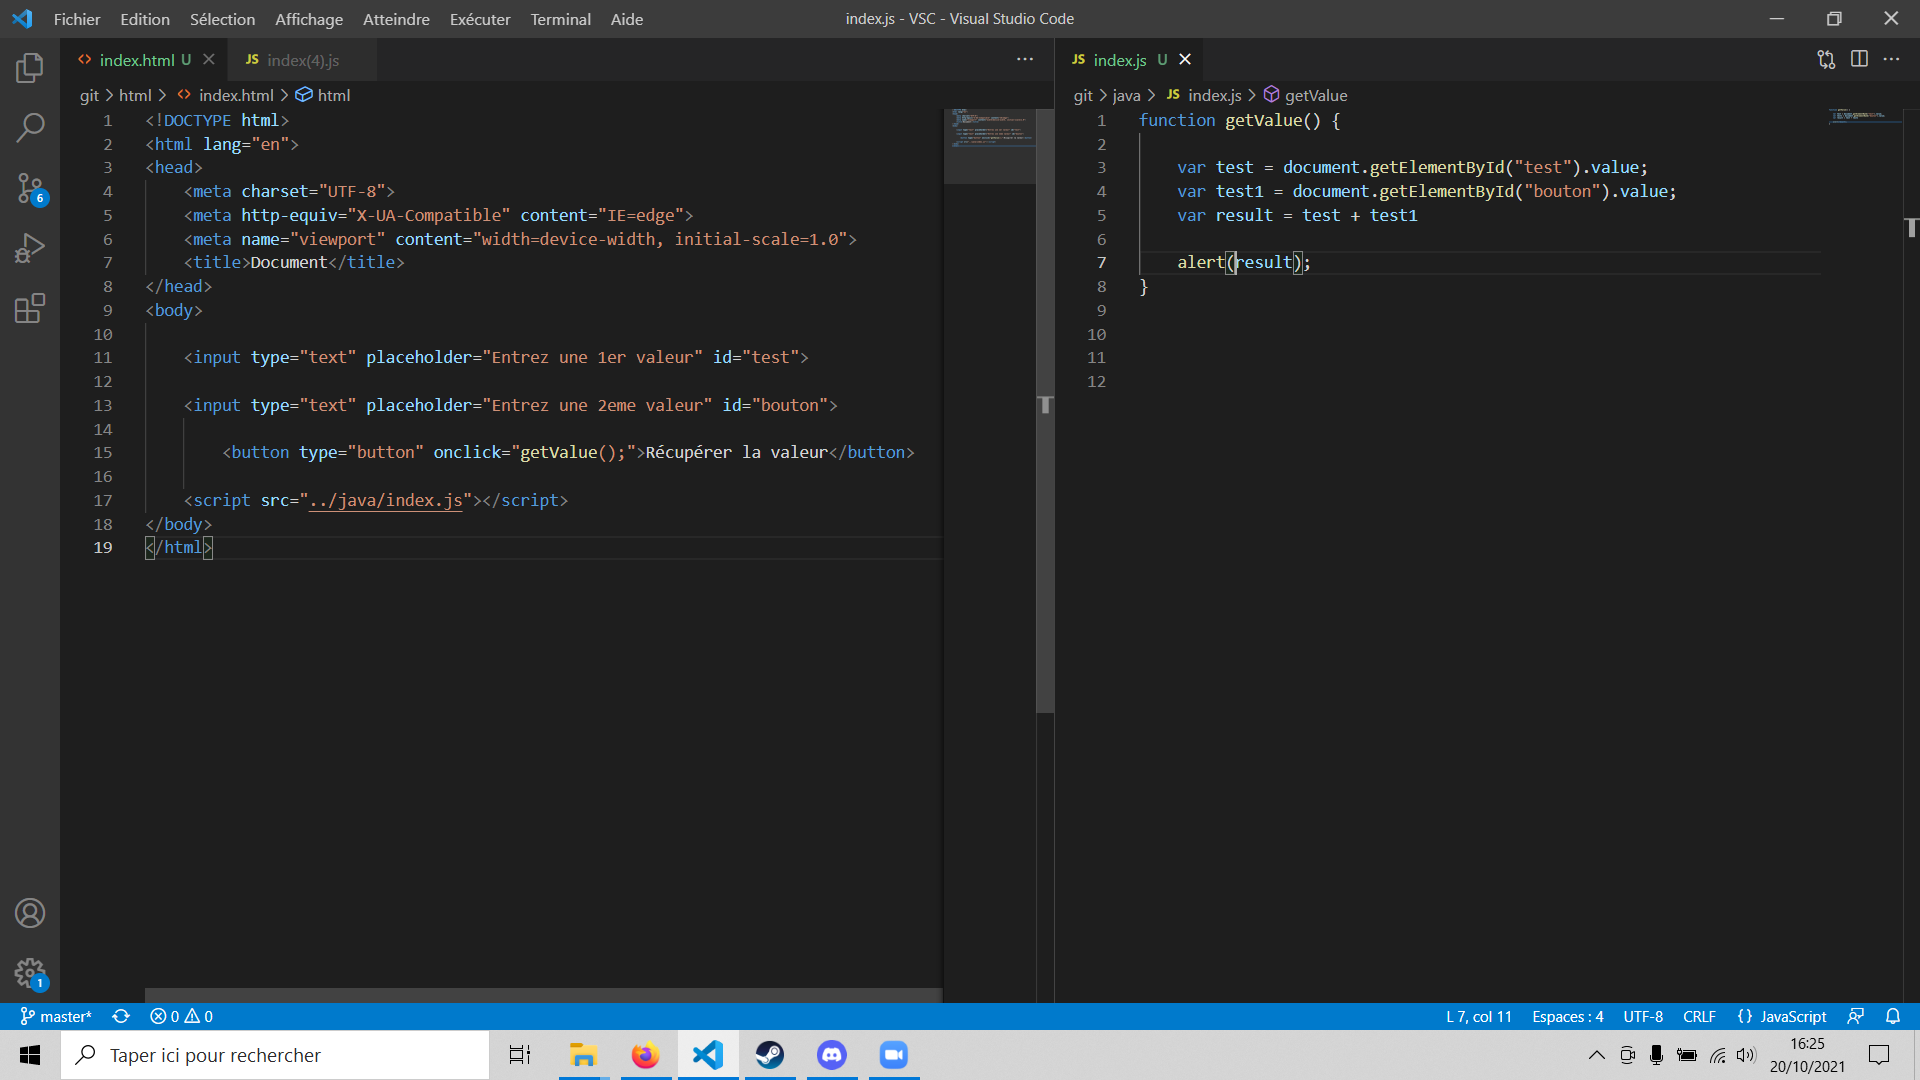 Fichier Edition Sélection Affichage Atteindre Exécuter Terminal Aide
index.js - VSC - Visual Studio Code
index.html U
JS index(4).js
git > html > index.html > html
1 <!DOCTYPE html>
2 <html lang="en">
3 <head>
4 <meta charset="UTF-8">
5 <meta http-equiv="X-UA-Compatible" content="IE=edge">
6 <meta name="viewport" content="width=device-width, initial-scale=1.0">
7 <title>Document</title>
8 </head>
9 <body>
10
11 <input type="text" placeholder="Entrez une 1er valeur" id="test">
12
13 <input type="text" placeholder="Entrez une 2eme valeur" id="bouton">
14
15 <button type="button" onclick="getValue();">Récupérer la valeur</button>
16
17 <script src="../java/index.js"></script>
18 </body>
19 </html>
JS index.js U
git > java > JS index.js > getValue
1 function getValue() {
2
3 var test = document.getElementById("test").value;
4 var test1 = document.getElementById("bouton").value;
5 var result = test + test1
6
7 alert(result);
8 }
9
10
11
12
6
1
master*
0 0
L 7, col 11
Espaces : 4
UTF-8
CRLF
{ } JavaScript
Taper ici pour rechercher
16:25
20/10/2021